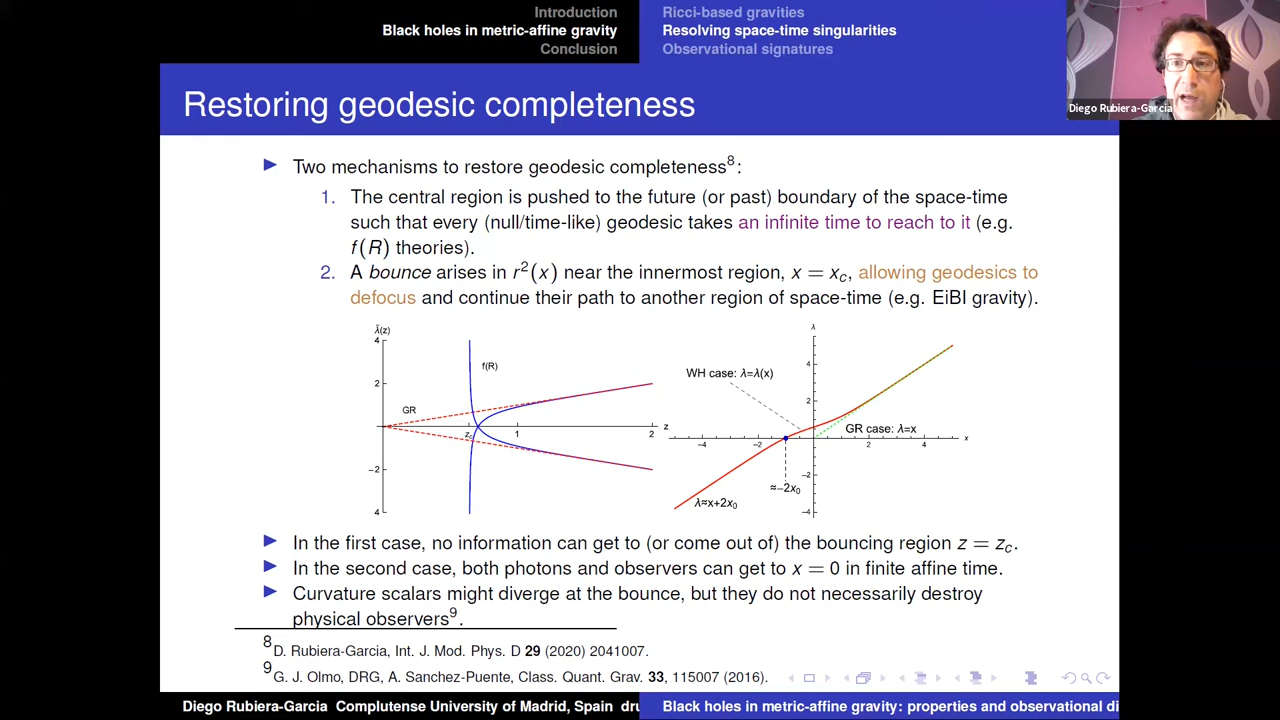 Introduction
Black holes in metric-affine gravity
Conclusion
Ricci-based gravities
Resolving space-time singularities
Observational signatures
Diego Rubiera-Garcia
Restoring geodesic completeness
Two mechanisms to restore geodesic completeness⁸:
1. The central region is pushed to the future (or past) boundary of the space-time
such that every (null/time-like) geodesic takes an infinite time to reach to it (e.g.
f(R) theories).
2. A bounce arises in r²(x) near the innermost region, x = x_c, allowing geodesics to
defocus and continue their path to another region of space-time (e.g. EiBI gravity).
λ̃(z)
4
2
−2
4
GR
f(R)
z_c
1
2
z
λ
4
2
−2
−4
−4
−2
2
4
x
WH case: λ=λ(x)
GR case: λ=x
≈−2x₀
λ≈x+2x₀
In the first case, no information can get to (or come out of) the bouncing region z = z_c.
In the second case, both photons and observers can get to x = 0 in finite affine time.
Curvature scalars might diverge at the bounce, but they do not necessarily destroy
physical observers⁹.
⁸D. Rubiera-Garcia, Int. J. Mod. Phys. D 29 (2020) 2041007.
⁹G. J. Olmo, DRG, A. Sanchez-Puente, Class. Quant. Grav. 33, 115007 (2016).
Diego Rubiera-Garcia Complutense University of Madrid, Spain dru
Black holes in metric-affine gravity: properties and observational di